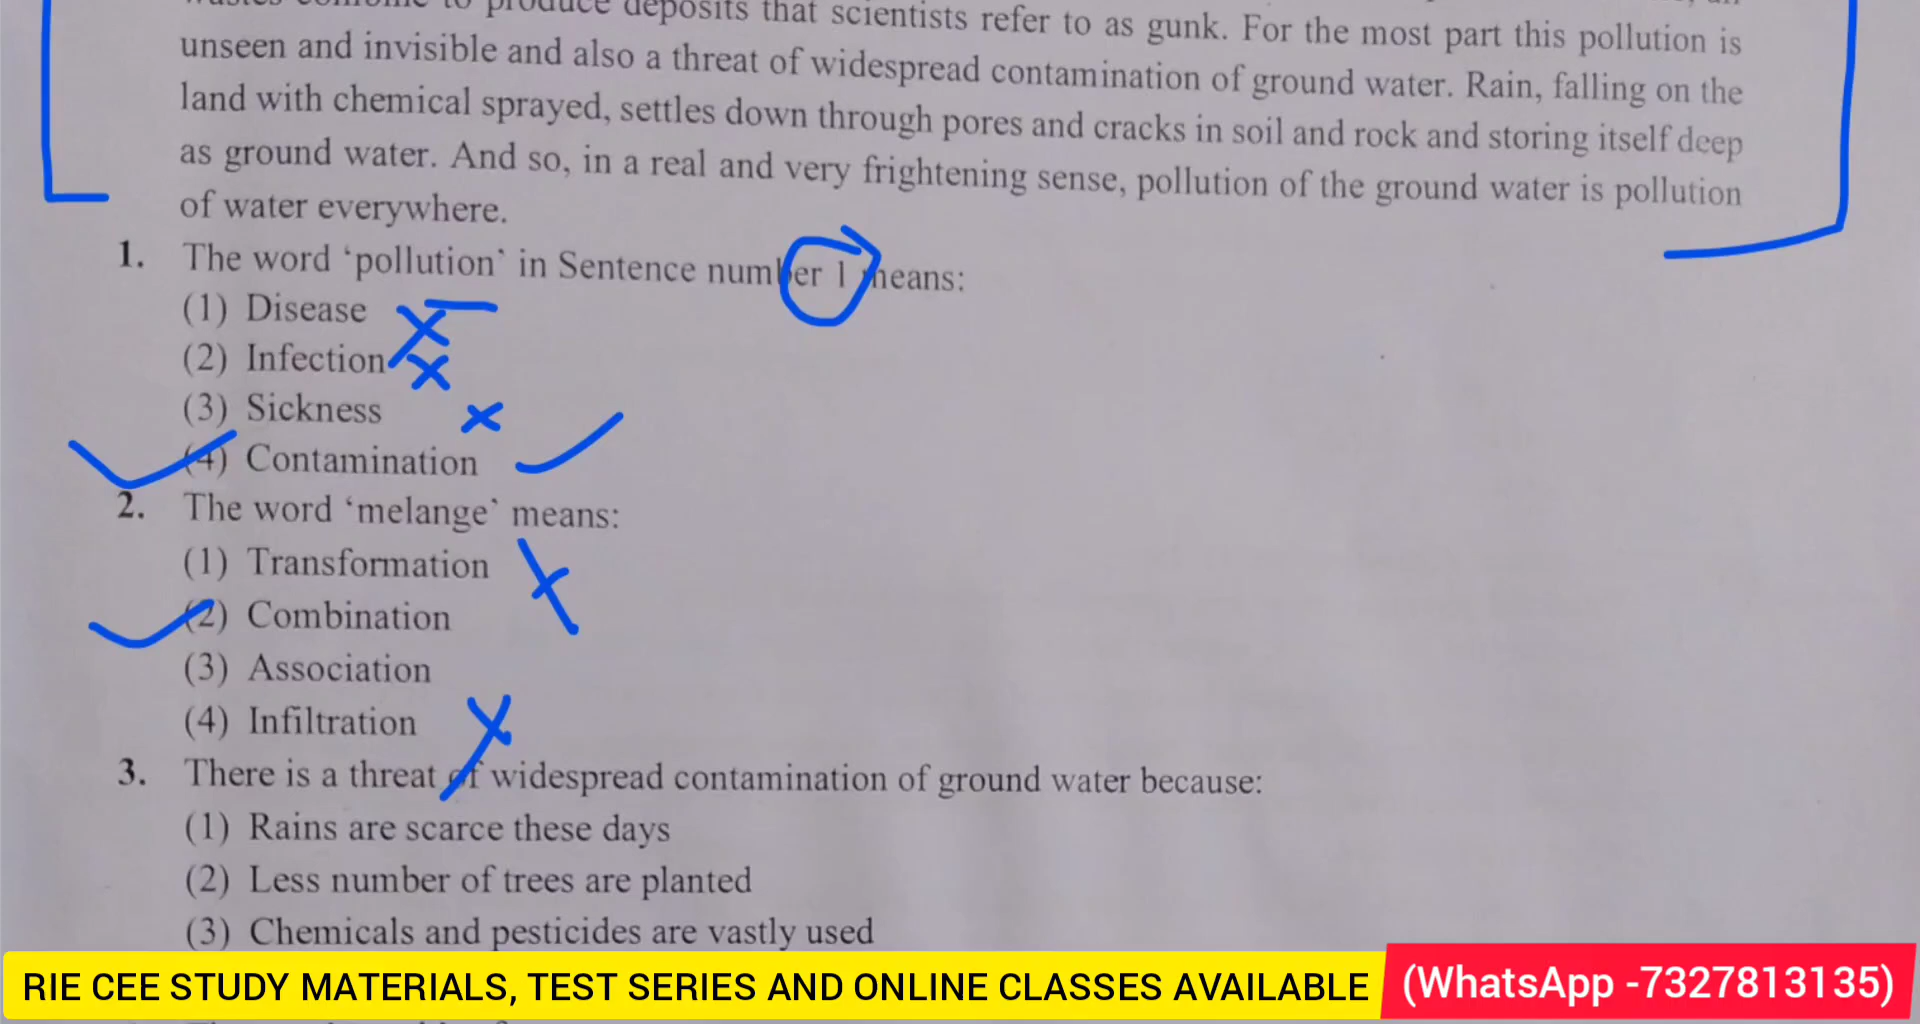 produce deposits that scientists refer to as gunk. For the most part this pollution is
unseen and invisible and also a threat of widespread contamination of ground water. Rain, falling on the
land with chemical sprayed, settles down through pores and cracks in soil and rock and storing itself deep
as ground water. And so, in a real and very frightening sense, pollution of the ground water is pollution
of water everywhere.
1. The word ‘pollution‵ in Sentence number 1 means:
(1) Disease
(2) Infection
(3) Sickness
(4) Contamination
2. The word ‘melange‵ means:
(1) Transformation
(2) Combination
(3) Association
(4) Infiltration
3. There is a threat of widespread contamination of ground water because:
(1) Rains are scarce these days
(2) Less number of trees are planted
(3) Chemicals and pesticides are vastly used
RIE CEE STUDY MATERIALS, TEST SERIES AND ONLINE CLASSES AVAILABLE (WhatsApp -7327813135)